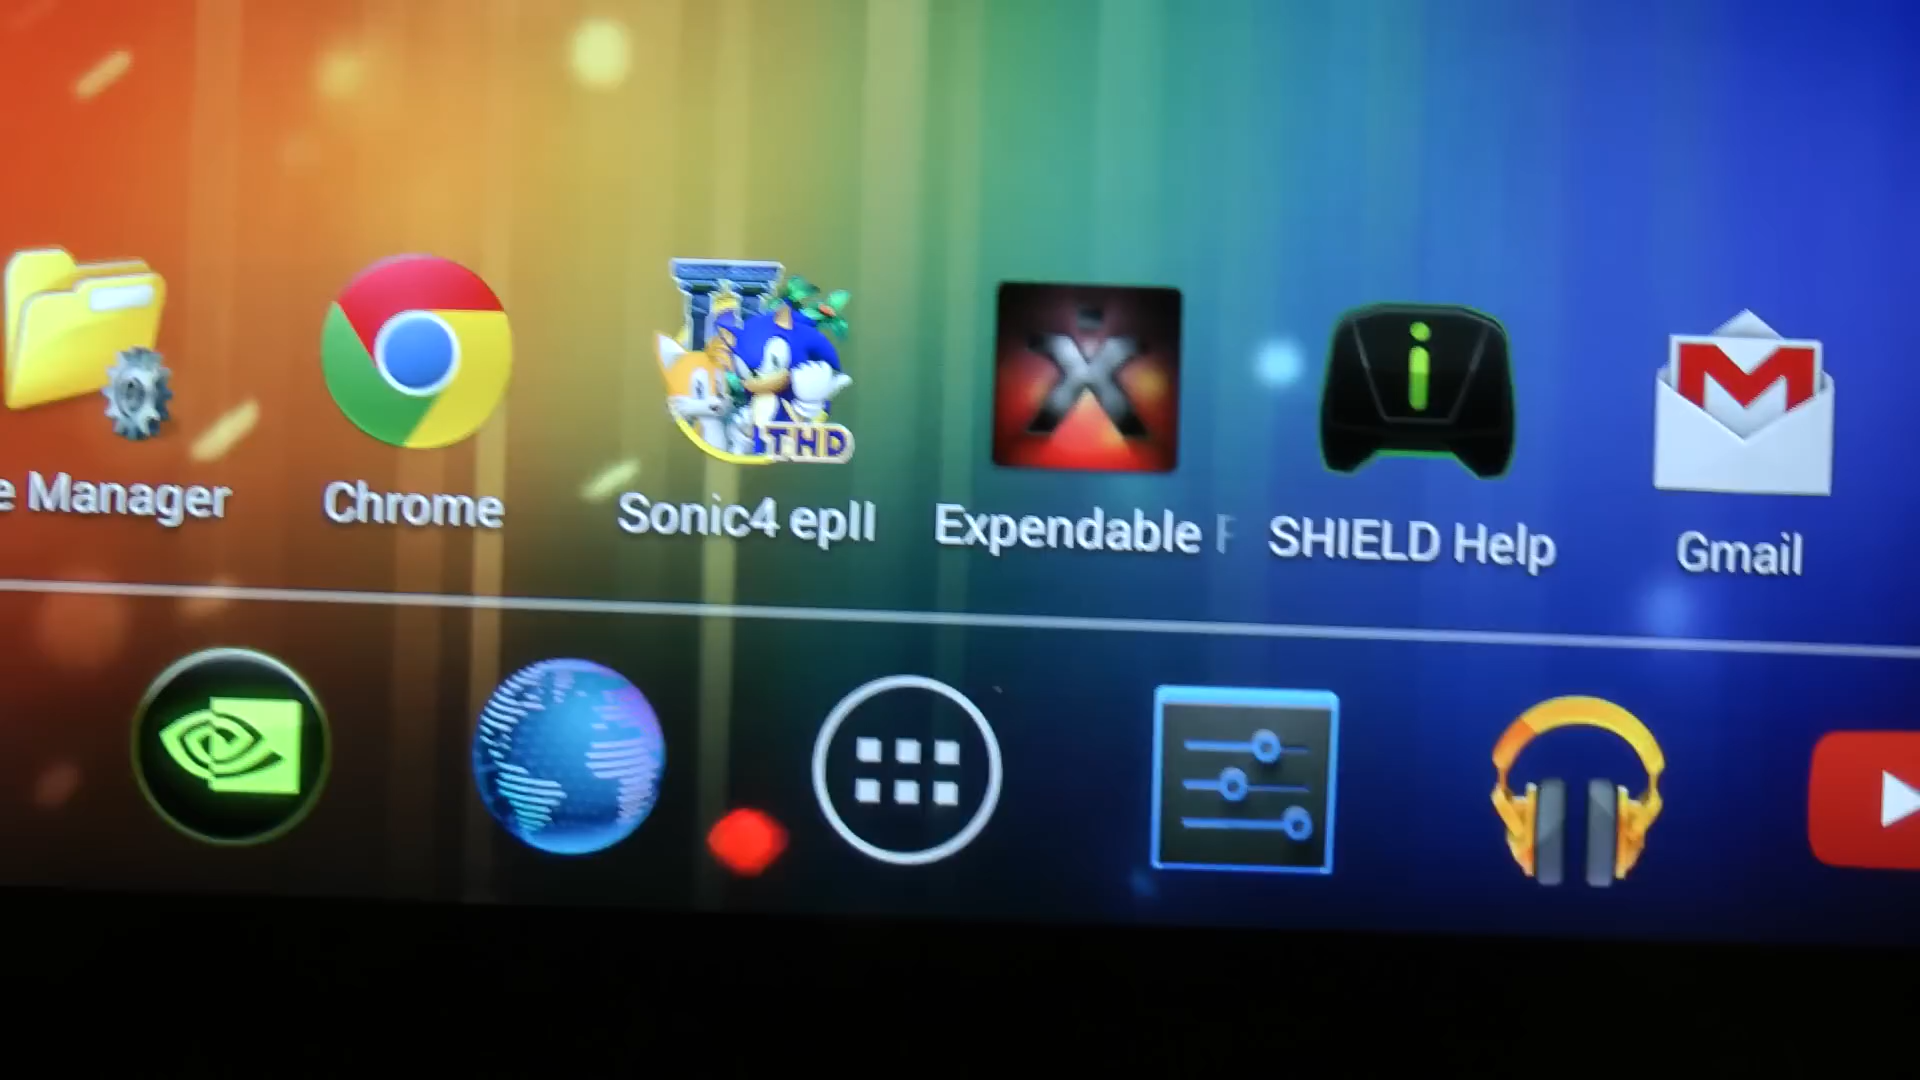 e Manager
Chrome
THD
Sonic4 epII
Expendable
SHIELD Help
Gmail